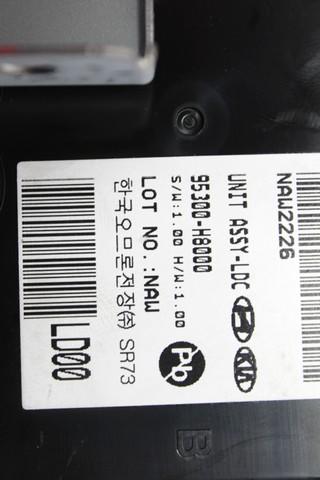 NAW2226
UNIT ASSY-LDC KIA
95300-H8000
S/W:1.00 H/W:1.00
Pb
LOT NO.:NAW
한국오므론전장㈜ SR73
LD00
B